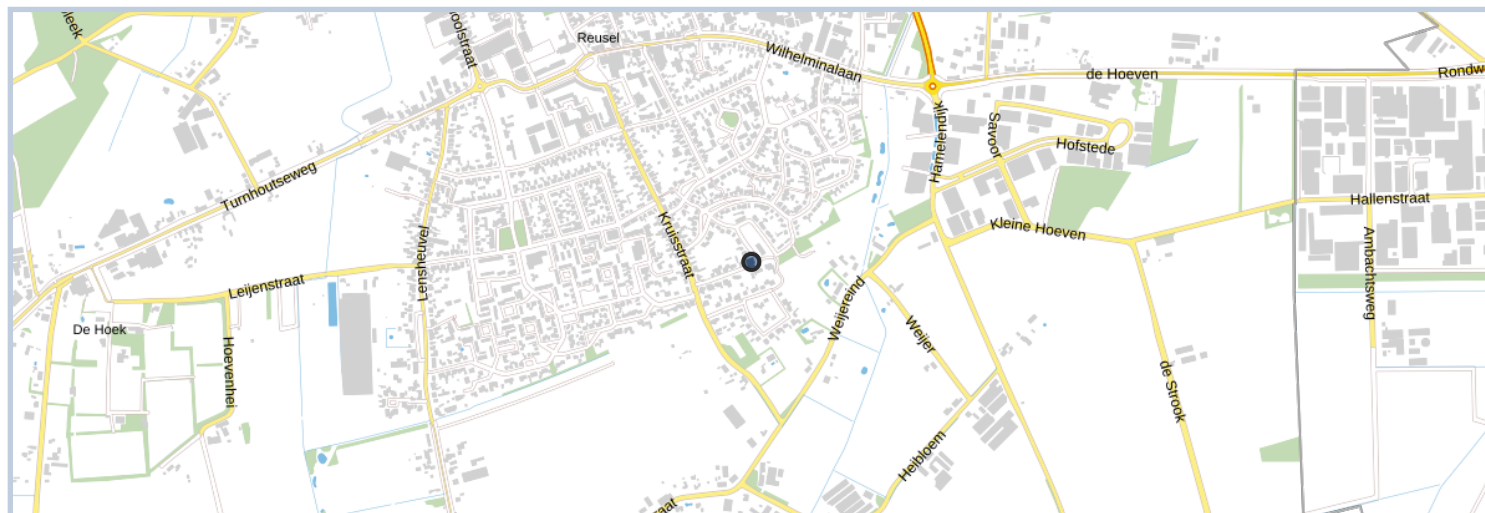 Reusel
Wilhelminalaan
de Hoeven
Hamelendijk
Savoor
Hofstede
Turnhoutseweg
Hallenstraat
Kruisstraat
Kleine Hoeven
Lensheuvel
Ambachtsweg
Leijenstraat
Weijereind
De Hoek
Weijer
Hoevenhei
de Strook
Heibloem